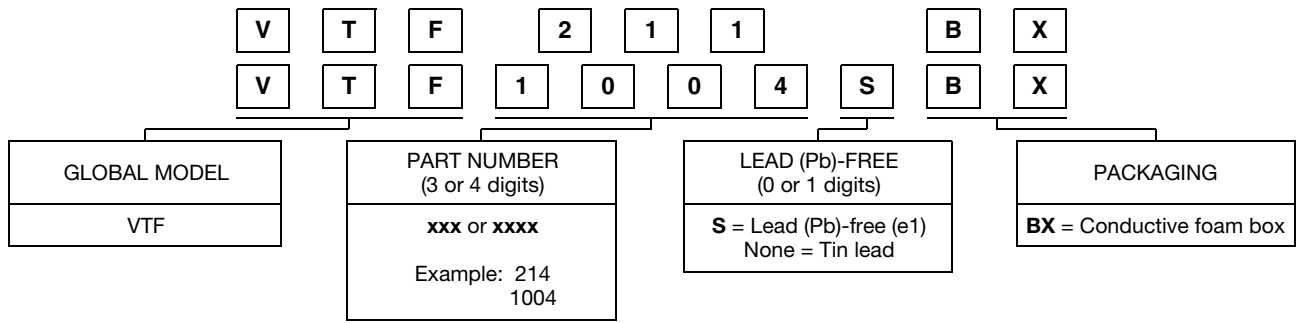 V T F 2 1 1 B X
V T F 1 0 0 4 S B X
GLOBAL MODEL
VTF
PART NUMBER
(3 or 4 digits)
xxx or xxxx
Example: 214
1004
LEAD (Pb)-FREE
(0 or 1 digits)
S = Lead (Pb)-free (e1)
None = Tin lead
PACKAGING
BX = Conductive foam box